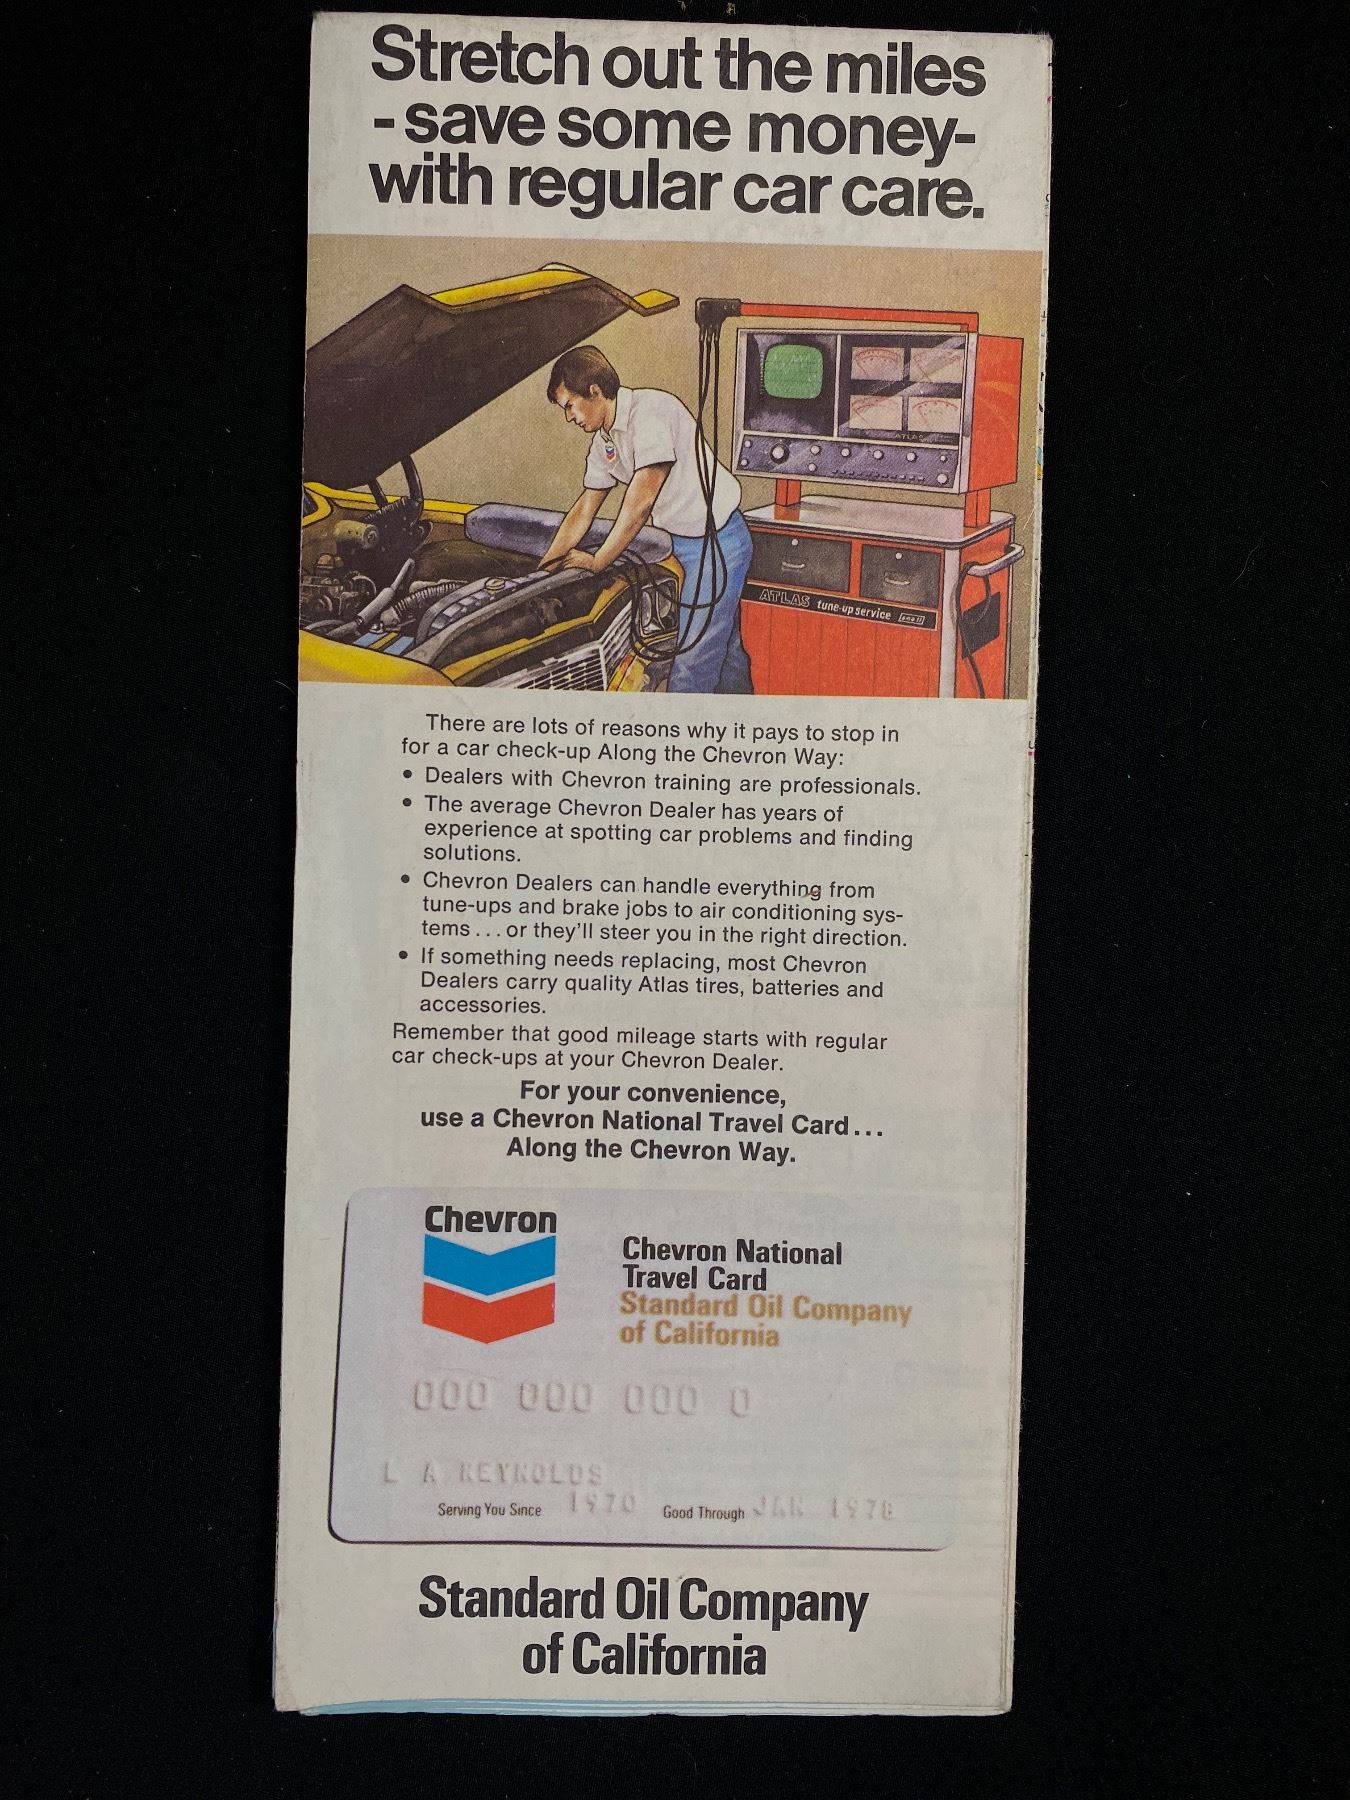 Stretch out the miles
- save some money-
with regular car care.
ATLAS
ATLAS tune-up service
There are lots of reasons why it pays to stop in
for a car check-up Along the Chevron Way:
• Dealers with Chevron training are professionals.
• The average Chevron Dealer has years of
experience at spotting car problems and finding
solutions.
• Chevron Dealers can handle everything from
tune-ups and brake jobs to air conditioning sys-
tems . . . or they'll steer you in the right direction.
• If something needs replacing, most Chevron
Dealers carry quality Atlas tires, batteries and
accessories.
Remember that good mileage starts with regular
car check-ups at your Chevron Dealer.
For your convenience,
use a Chevron National Travel Card . . .
Along the Chevron Way.
Chevron
Chevron National
Travel Card
Standard Oil Company
of California
000 000 000 0
L A REYNOLDS
Serving You Since 1970 Good Through JAN 1978
Standard Oil Company
of California